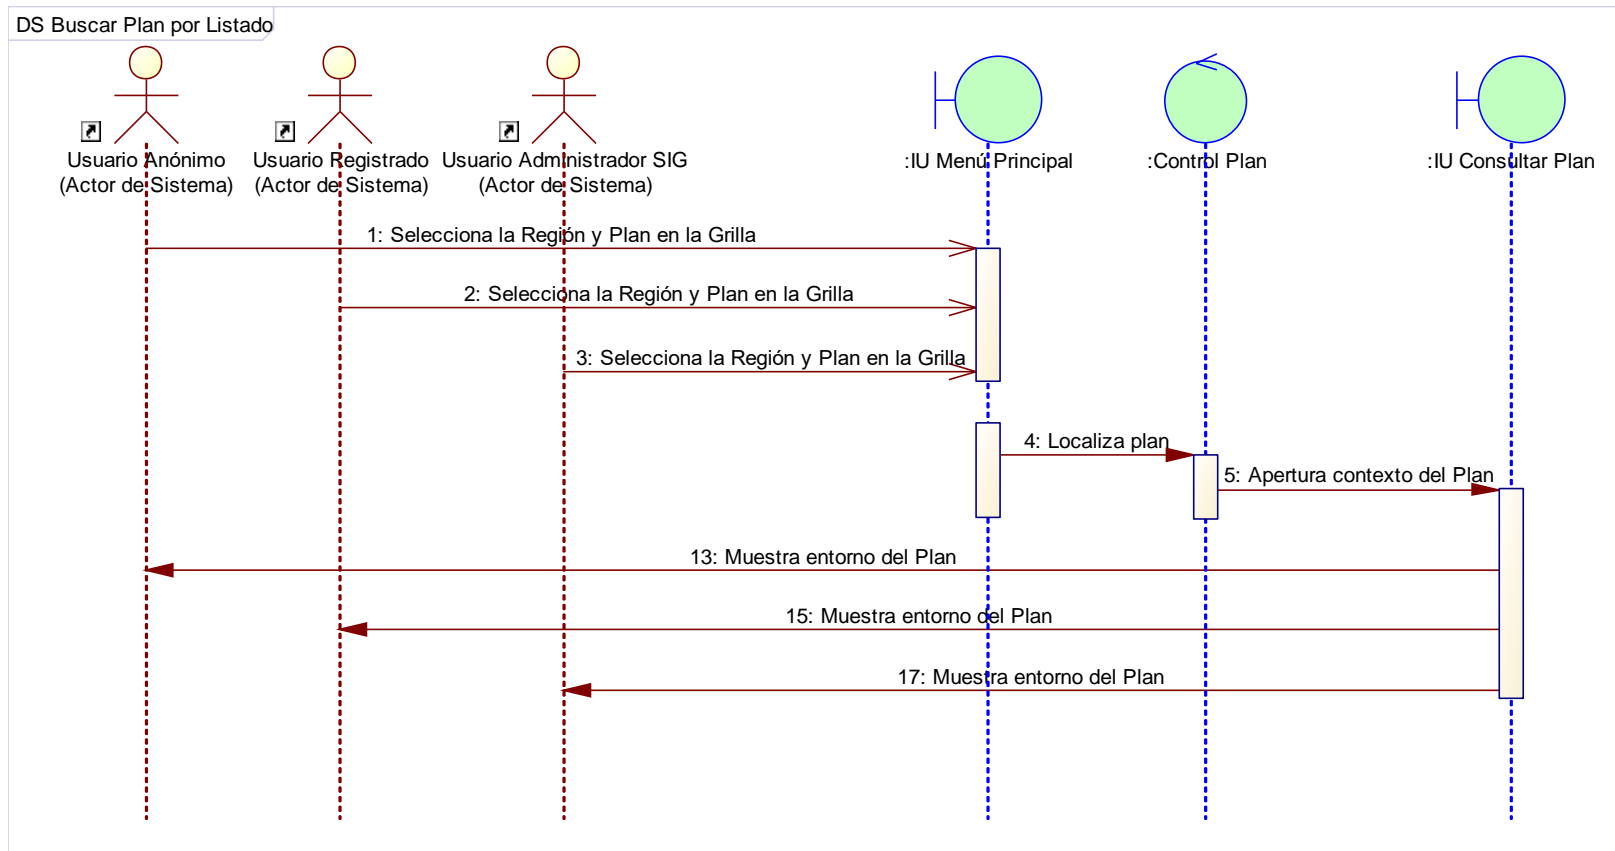 DS Buscar Plan por Listado
Usuario Anónimo
(Actor de Sistema)
Usuario Registrado
(Actor de Sistema)
Usuario Administrador SIG
(Actor de Sistema)
:IU Menú Principal
:Control Plan
:IU Consultar Plan
1: Selecciona la Región y Plan en la Grilla
2: Selecciona la Región y Plan en la Grilla
3: Selecciona la Región y Plan en la Grilla
4: Localiza plan
5: Apertura contexto del Plan
13: Muestra entorno del Plan
15: Muestra entorno del Plan
17: Muestra entorno del Plan